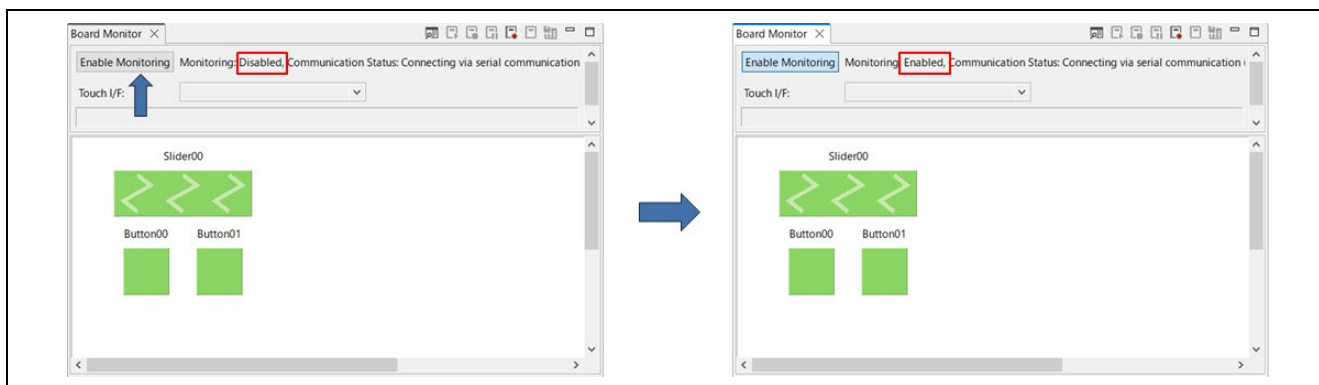 Board Monitor
Enable Monitoring Monitoring: Disabled, Communication Status: Connecting via serial communication
Touch I/F:
Slider00
Button00 Button01
Board Monitor
Enable Monitoring Monitoring Enabled, Communication Status: Connecting via serial communication
Touch I/F:
Slider00
Button00 Button01